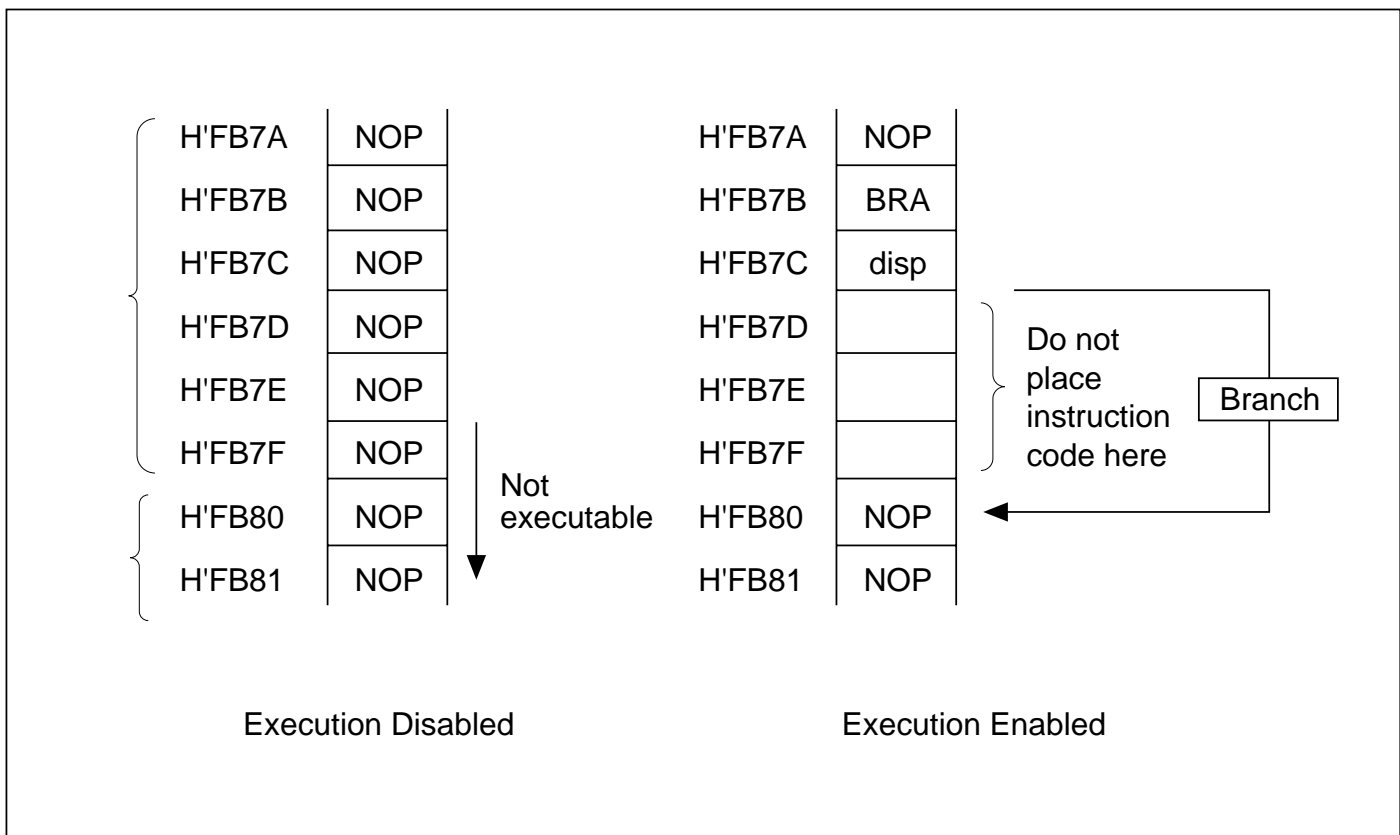 H'FB7A NOP
H'FB7B NOP
H'FB7C NOP
H'FB7D NOP
H'FB7E NOP
H'FB7F NOP
H'FB80 NOP
H'FB81 NOP
Not
executable
Execution Disabled
H'FB7A NOP
H'FB7B BRA
H'FB7C disp
H'FB7D
H'FB7E
H'FB7F
H'FB80 NOP
H'FB81 NOP
Do not
place
instruction
code here
Branch
Execution Enabled